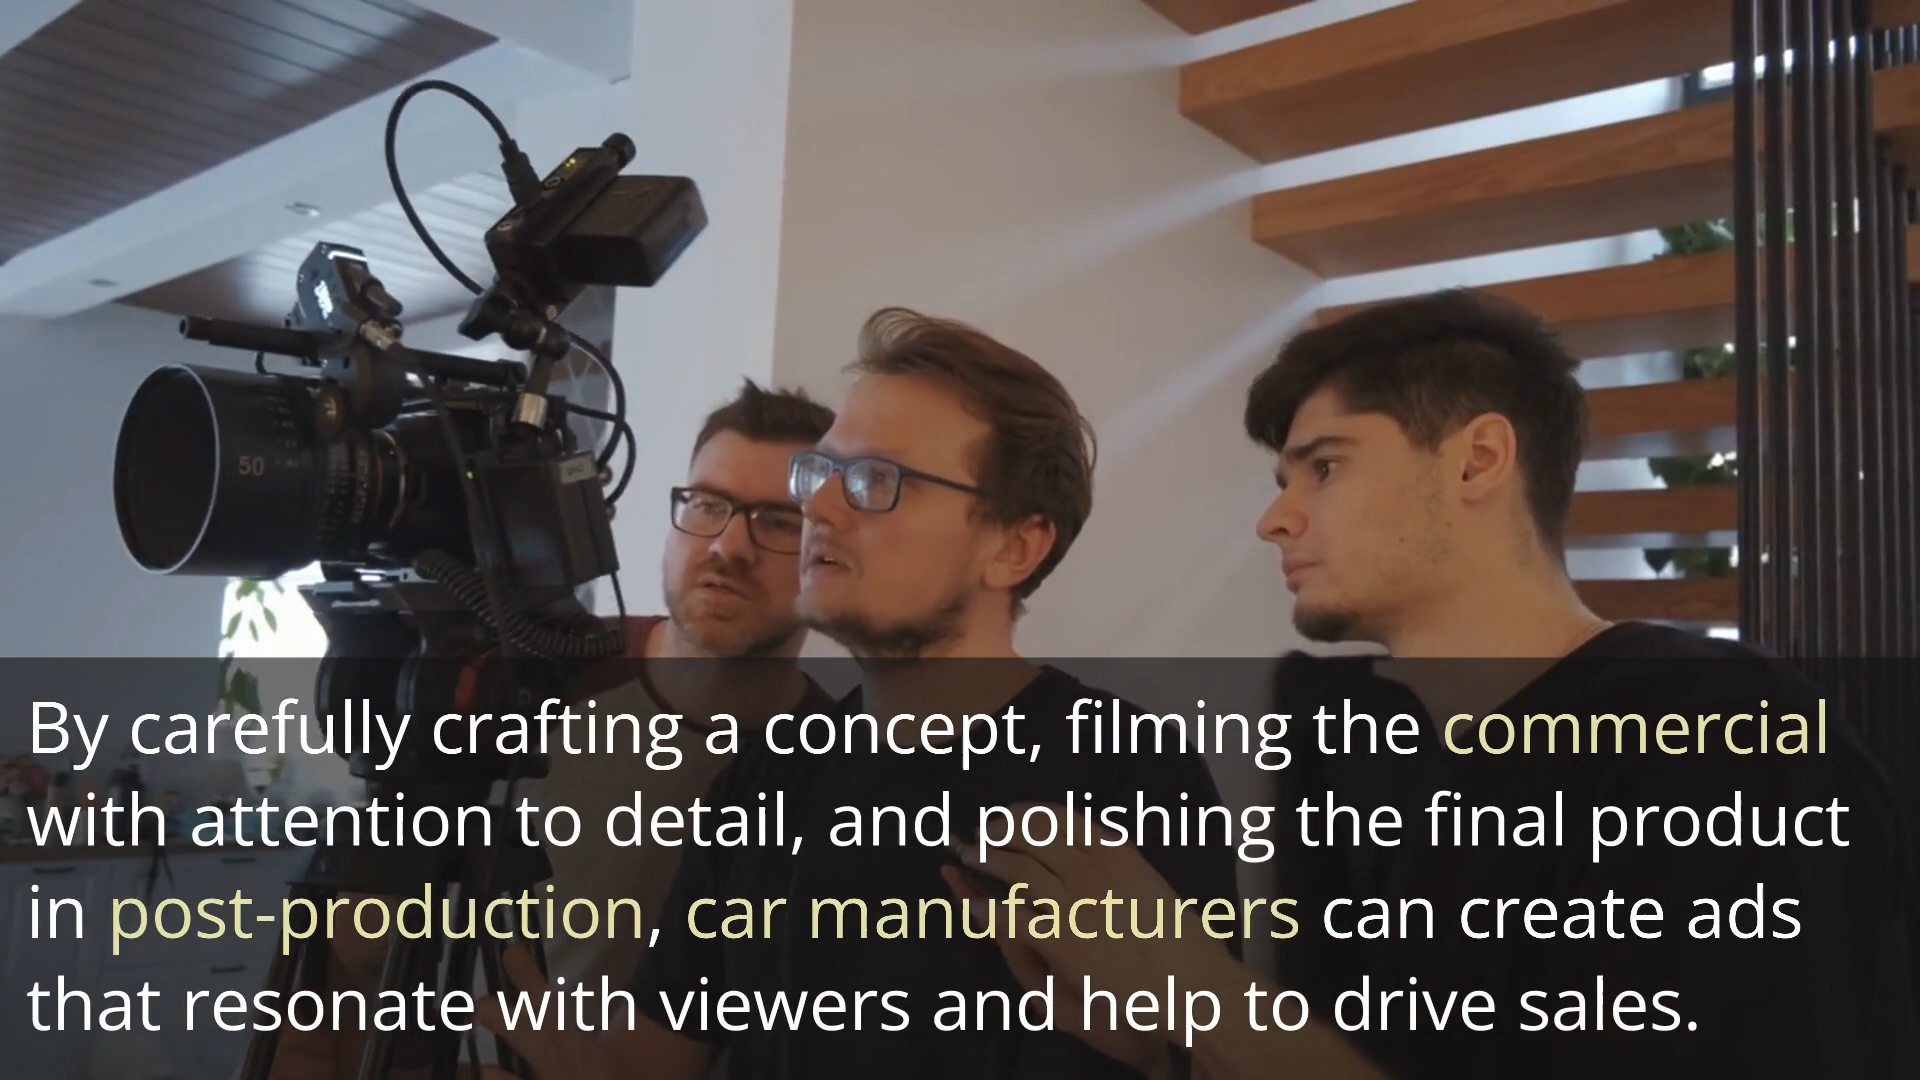 50
By carefully crafting a concept, filming the commercial
with attention to detail, and polishing the final product
in post-production, car manufacturers can create ads
that resonate with viewers and help to drive sales.